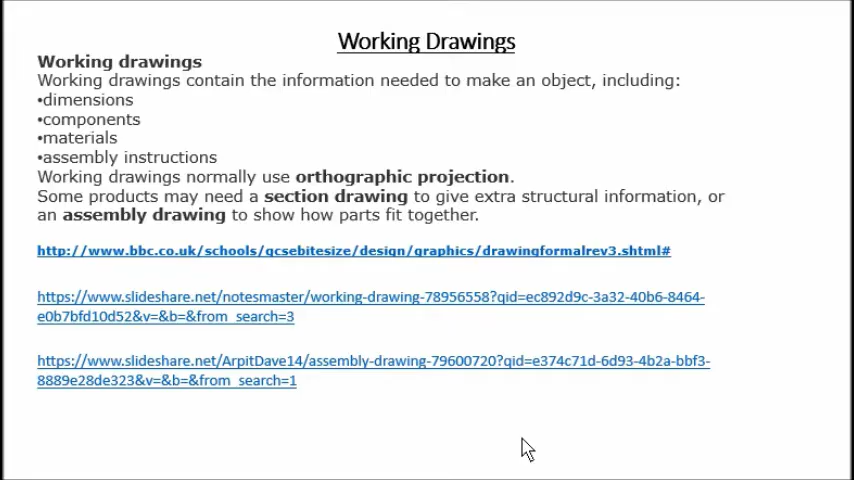 Working Drawings
Working drawings
Working drawings contain the information needed to make an object, including:
•dimensions
•components
•materials
•assembly instructions
Working drawings normally use orthographic projection.
Some products may need a section drawing to give extra structural information, or
an assembly drawing to show how parts fit together.
http://www.bbc.co.uk/schools/gcsebitesize/design/graphics/drawingformalrev3.shtml#
https://www.slideshare.net/notesmaster/working-drawing-78956558?qid=ec892d9c-3a32-40b6-8464-
e0b7bfd10d52&v=&b=&from_search=3
https://www.slideshare.net/ArpitDave14/assembly-drawing-79600720?qid=e374c71d-6d93-4b2a-bbf3-
8889e28de323&v=&b=&from_search=1